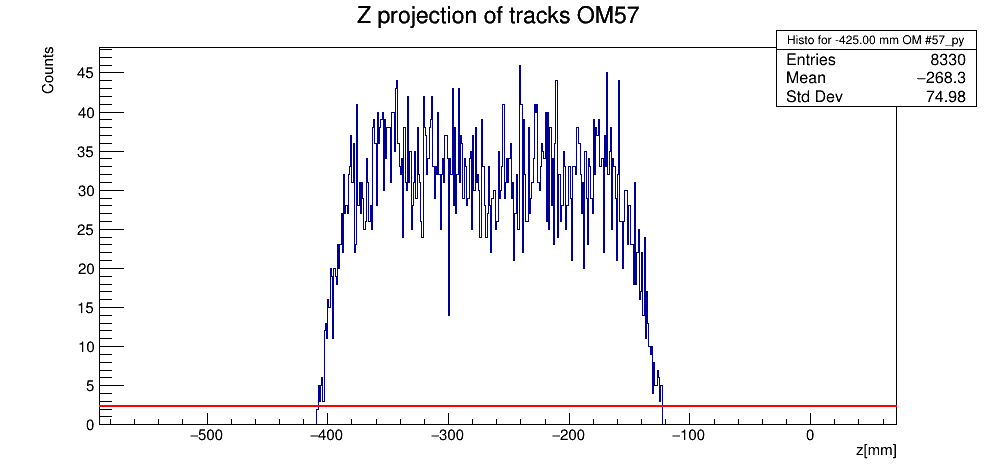 Z projection of tracks OM57
Histo for -425.00 mm OM #57_py
Entries 8330
Mean −268.3
Std Dev 74.98
Counts
45
40
35
30
25
20
15
10
5
0
−500 −400 −300 −200 −100 0
z[mm]